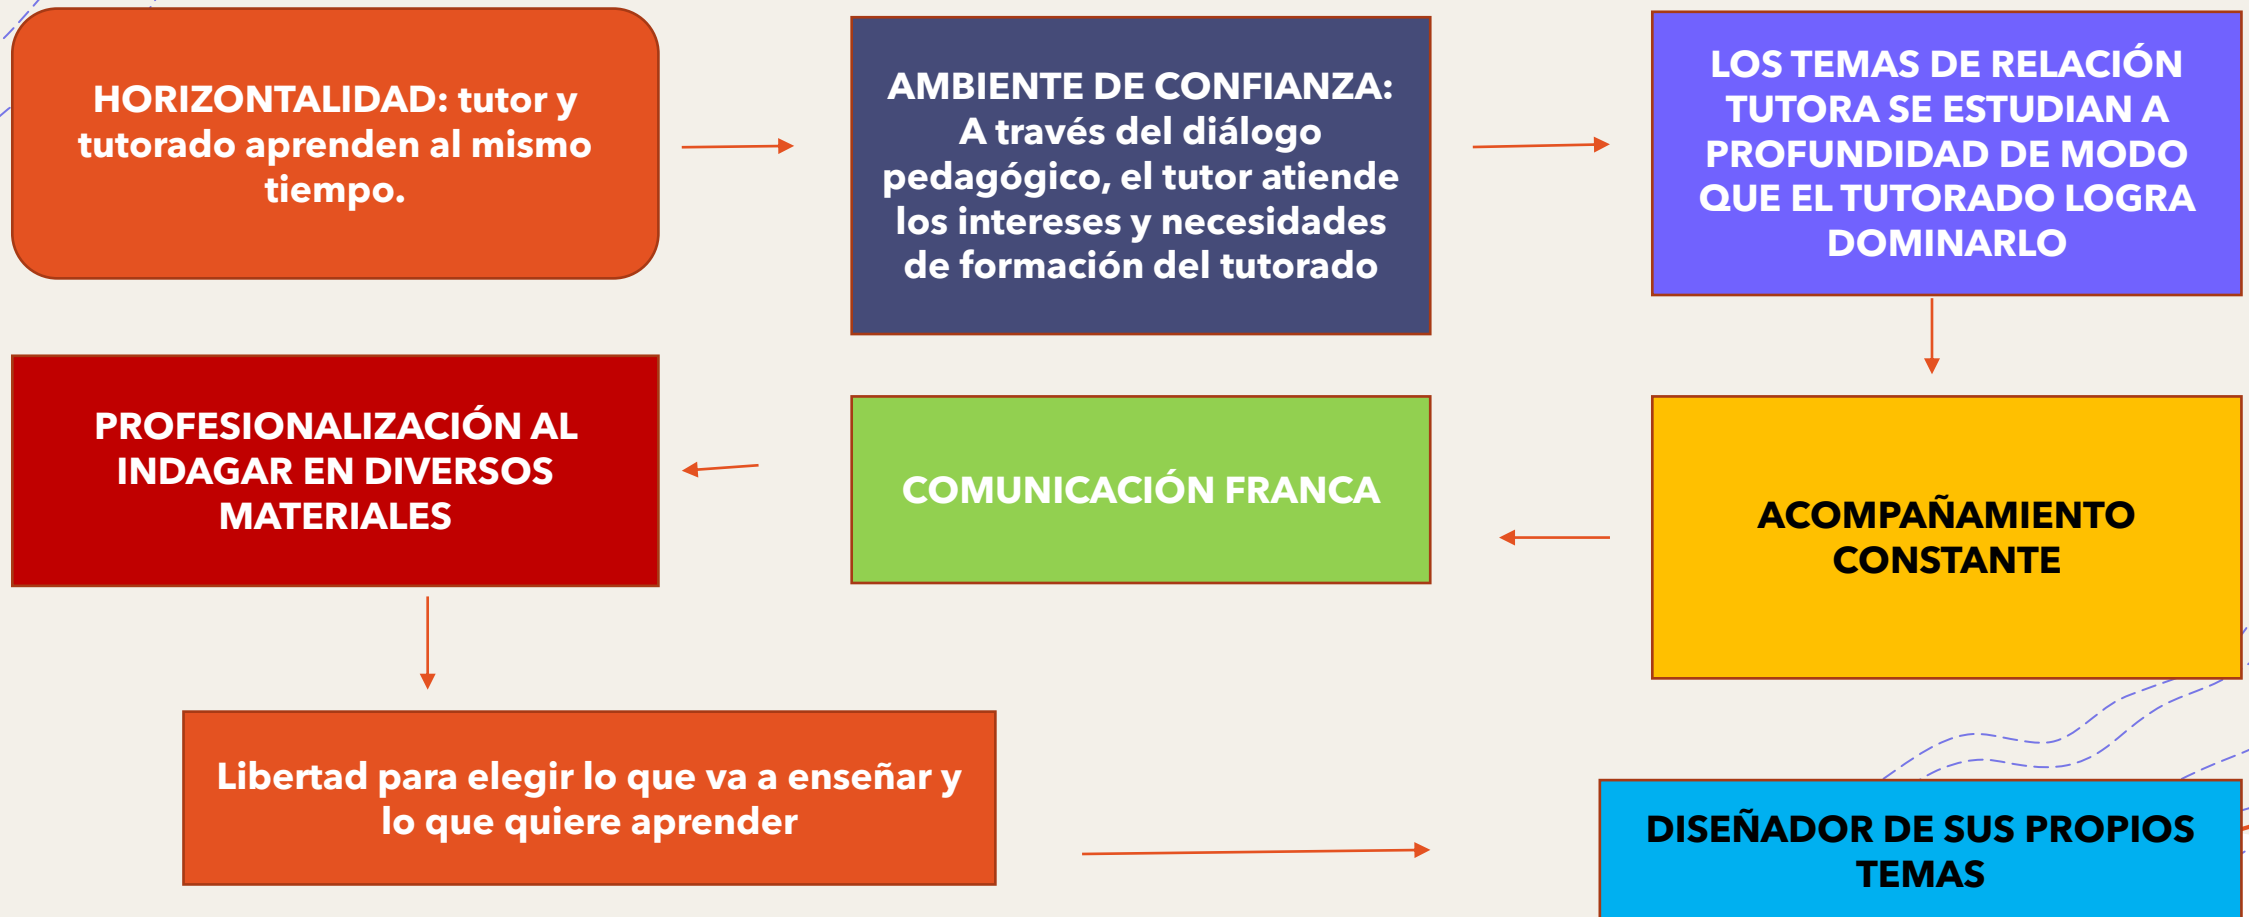 HORIZONTALIDAD: tutor y
tutorado aprenden al mismo
tiempo.
AMBIENTE DE CONFIANZA:
A través del diálogo
pedagógico, el tutor atiende
los intereses y necesidades
de formación del tutorado
LOS TEMAS DE RELACIÓN
TUTORA SE ESTUDIAN A
PROFUNDIDAD DE MODO
QUE EL TUTORADO LOGRA
DOMINARLO
ACOMPAÑAMIENTO
CONSTANTE
COMUNICACIÓN FRANCA
PROFESIONALIZACIÓN AL
INDAGAR EN DIVERSOS
MATERIALES
Libertad para elegir lo que va a enseñar y
lo que quiere aprender
DISEÑADOR DE SUS PROPIOS
TEMAS